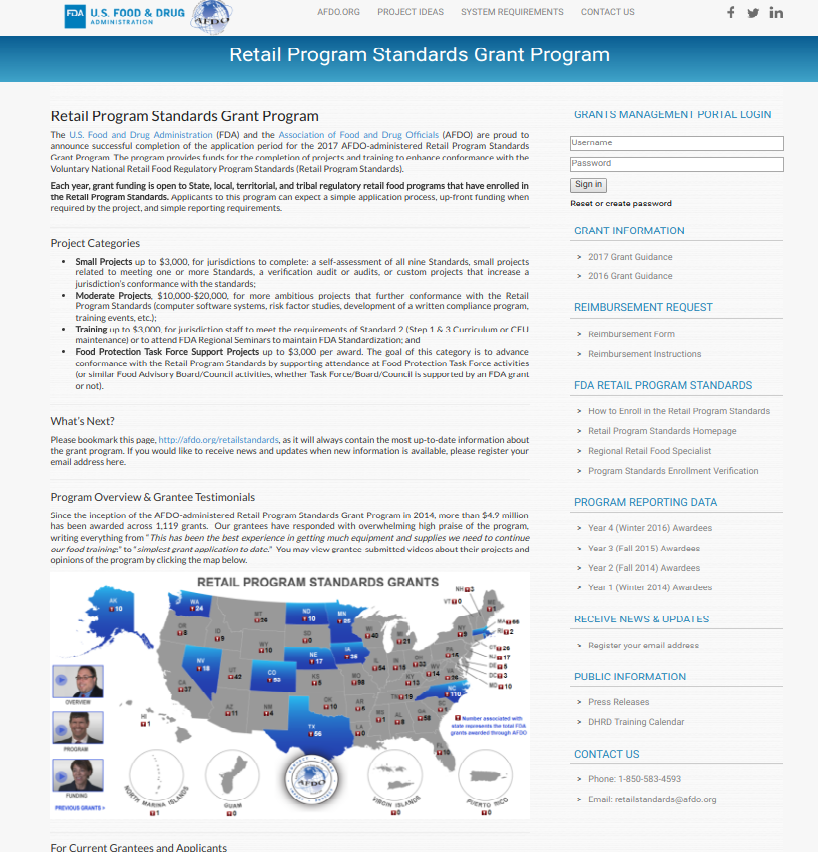 FDA U.S. FOOD & DRUG
ADMINISTRATION
AFDO
AFDO.ORG PROJECT IDEAS SYSTEM REQUIREMENTS CONTACT US
Retail Program Standards Grant Program
Retail Program Standards Grant Program
The U.S. Food and Drug Administration (FDA) and the Association of Food and Drug Officials (AFDO) are proud to
announce successful completion of the application period for the 2017 AFDO-administered Retail Program Standards
Grant Program. The program provides funds for the completion of projects and training to enhance conformance with the
Voluntary National Retail Food Regulatory Program Standards (Retail Program Standards).
Each year, grant funding is open to State, local, territorial, and tribal regulatory retail food programs that have enrolled in
the Retail Program Standards. Applicants to this program can expect a simple application process, up-front funding when
required by the project, and simple reporting requirements.
Project Categories
• Small Projects up to $3,000, for jurisdictions to complete: a self-assessment of all nine Standards, small projects
related to meeting one or more Standards, a verification audit or audits, or custom projects that increase a
jurisdiction's conformance with the standards;
• Moderate Projects, $10,000-$20,000, for more ambitious projects that further conformance with the Retail
Program Standards (computer software systems, risk factor studies, development of a written compliance program,
training events, etc.);
• Training up to $3,000, for jurisdiction staff to meet the requirements of Standard 2 (Step 1 & 3 Curriculum or CEU
maintenance) or to attend FDA Regional Seminars to maintain FDA Standardization; and
• Food Protection Task Force Support Projects up to $3,000 per award. The goal of this category is to advance
conformance with the Retail Program Standards by supporting attendance at Food Protection Task Force activities
(or similar Food Advisory Board/Council activities, whether Task Force/Board/Council is supported by an FDA grant
or not).
What's Next?
Please bookmark this page, http://afdo.org/retailstandards, as it will always contain the most up-to-date information about
the grant program. If you would like to receive news and updates when new information is available, please register your
email address here.
Program Overview & Grantee Testimonials
Since the inception of the AFDO-administered Retail Program Standards Grant Program in 2014, more than $4.9 million
has been awarded across 1,119 grants. Our grantees have responded with overwhelming high praise of the program,
writing everything from "This has been the best experience in getting much equipment and supplies we need to continue
our food training;" to "simplest grant application to date." You may view grantee submitted videos about their projects and
opinions of the program by clicking the map below.
RETAIL PROGRAM STANDARDS GRANTS
AK 10
WA 24
ND 10
NE 17
NV 18
CO
TX 56
NC 110
UT 42
CA 37
AZ 11
HI 1
OVERVIEW
PROGRAM
FUNDING
PREVIOUS GRANTS >
Number associated with
state represents the total FDA
grants awarded through AFDO
NORTH MARINA ISLANDS
1
GUAM
0
AFDO
VIRGIN ISLANDS
0
PUERTO RICO
0
For Current Grantees and Applicants
GRANTS MANAGEMENT PORTAL LOGIN
Username
Password
Sign in
Reset or create password
GRANT INFORMATION
> 2017 Grant Guidance
> 2016 Grant Guidance
REIMBURSEMENT REQUEST
> Reimbursement Form
> Reimbursement Instructions
FDA RETAIL PROGRAM STANDARDS
> How to Enroll in the Retail Program Standards
> Retail Program Standards Homepage
> Regional Retail Food Specialist
> Program Standards Enrollment Verification
PROGRAM REPORTING DATA
> Year 4 (Winter 2016) Awardees
> Year 3 (Fall 2015) Awardees
> Year 2 (Fall 2014) Awardees
> Year 1 (Winter 2014) Awardees
RECEIVE NEWS & UPDATES
> Register your email address
PUBLIC INFORMATION
> Press Releases
> DHRD Training Calendar
CONTACT US
> Phone: 1-850-583-4593
> Email: retailstandards@afdo.org